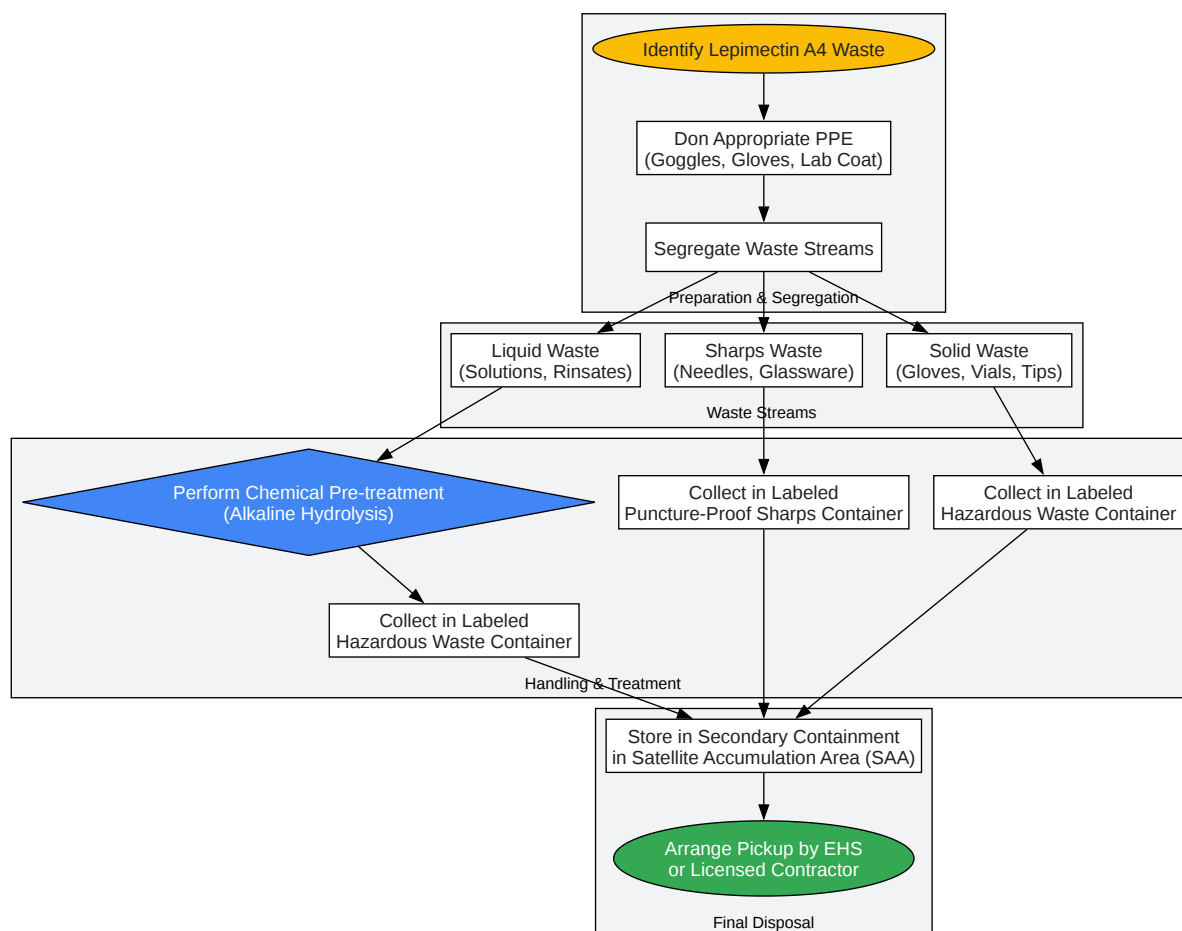 Identify Lepimectin A4 Waste
Don Appropriate PPE
(Goggles, Gloves, Lab Coat)
Segregate Waste Streams
Preparation & Segregation
Liquid Waste
(Solutions, Rinsates)
Sharps Waste
(Needles, Glassware)
Solid Waste
(Gloves, Vials, Tips)
Waste Streams
Perform Chemical Pre-treatment
(Alkaline Hydrolysis)
Collect in Labeled
Puncture-Proof Sharps Container
Collect in Labeled
Hazardous Waste Container
Collect in Labeled
Hazardous Waste Container
Handling & Treatment
Store in Secondary Containment
in Satellite Accumulation Area (SAA)
Arrange Pickup by EHS
or Licensed Contractor
Final Disposal